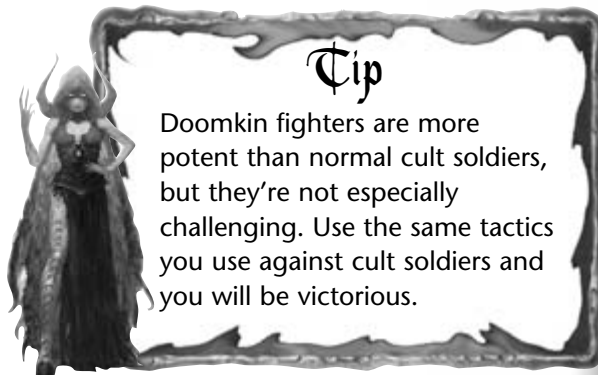 Tip
Doomkin fighters are more
potent than normal cult soldiers,
but they’re not especially
challenging. Use the same tactics
you use against cult soldiers and
you will be victorious.